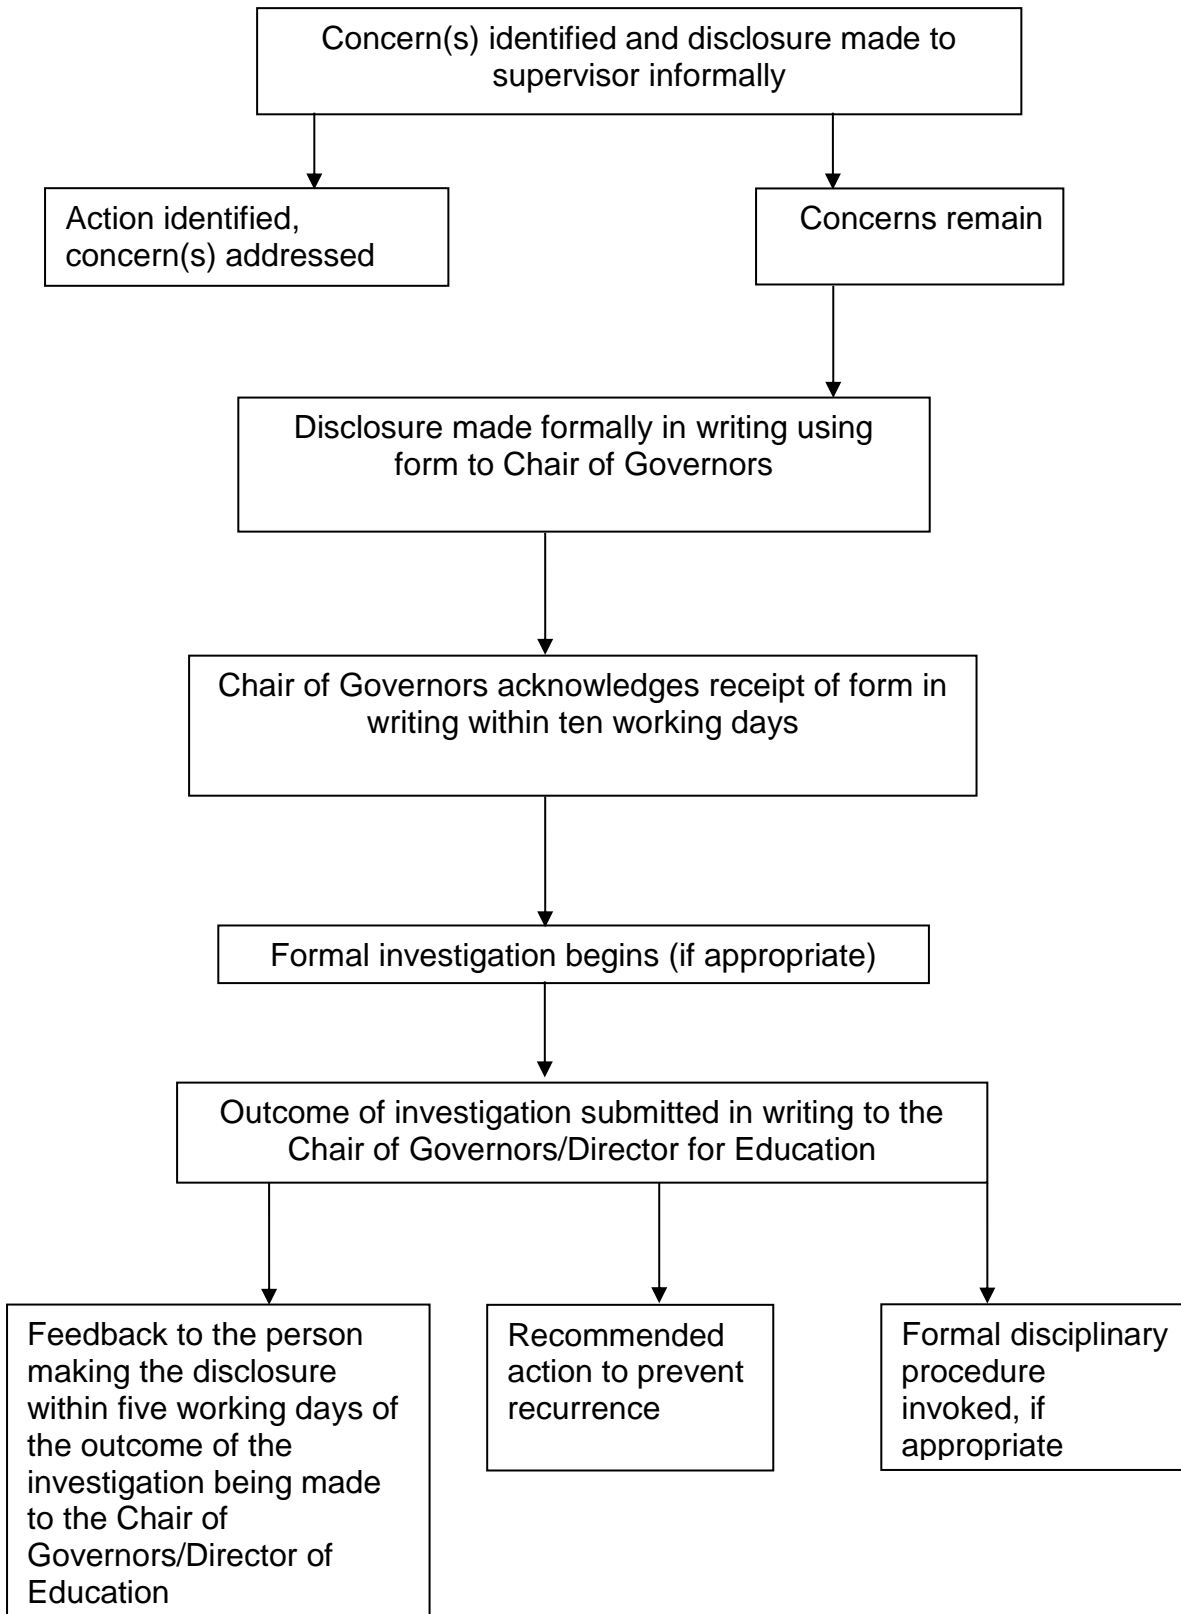 Concern(s) identified and disclosure made to
supervisor informally
Action identified,
concern(s) addressed
Concerns remain
Disclosure made formally in writing using
form to Chair of Governors
Chair of Governors acknowledges receipt of form in
writing within ten working days
Formal investigation begins (if appropriate)
Outcome of investigation submitted in writing to the
Chair of Governors/Director for Education
Feedback to the person
making the disclosure
within five working days of
the outcome of the
investigation being made
to the Chair of
Governors/Director of
Education
Recommended
action to prevent
recurrence
Formal disciplinary
procedure
invoked, if
appropriate